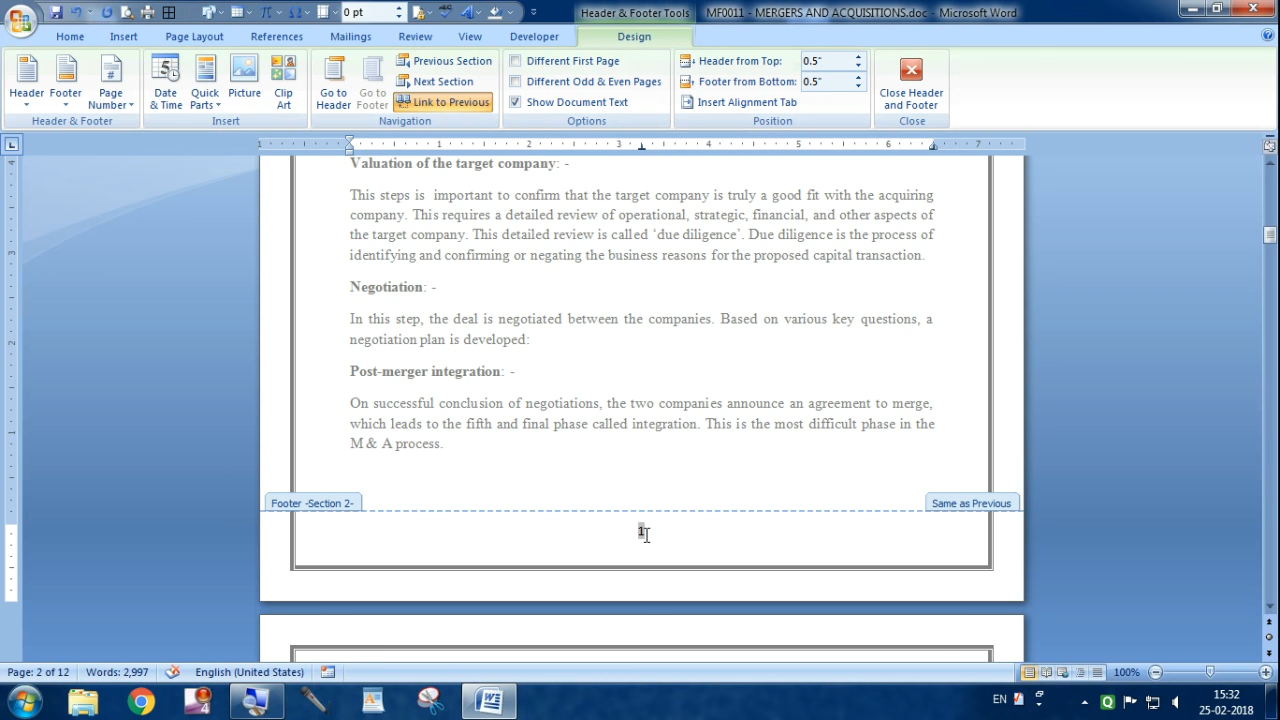 0 pt
Header & Footer Tools
MF0011 - MERGERS AND ACQUISITIONS.doc - Microsoft Word
Home Insert Page Layout References Mailings Review View Developer Design
Header
Footer
Page Number
Header & Footer
Date & Time
Quick Parts
Picture
Clip Art
Insert
Go to Header
Go to Footer
Previous Section
Next Section
Link to Previous
Navigation
Different First Page
Different Odd & Even Pages
Show Document Text
Options
Header from Top: 0.5"
Footer from Bottom: 0.5"
Insert Alignment Tab
Position
Close Header and Footer
Close
1 1 2 3 4 5 6 7
Valuation of the target company: -
This steps is important to confirm that the target company is truly a good fit with the acquiring
company. This requires a detailed review of operational, strategic, financial, and other aspects of
the target company. This detailed review is called ‘due diligence’. Due diligence is the process of
identifying and confirming or negating the business reasons for the proposed capital transaction.
Negotiation: -
In this step, the deal is negotiated between the companies. Based on various key questions, a
negotiation plan is developed:
Post-merger integration: -
On successful conclusion of negotiations, the two companies announce an agreement to merge,
which leads to the fifth and final phase called integration. This is the most difficult phase in the
M & A process.
Footer -Section 2-
Same as Previous
1
Page: 2 of 12 Words: 2,997 English (United States) 100%
EN
15:32
25-02-2018